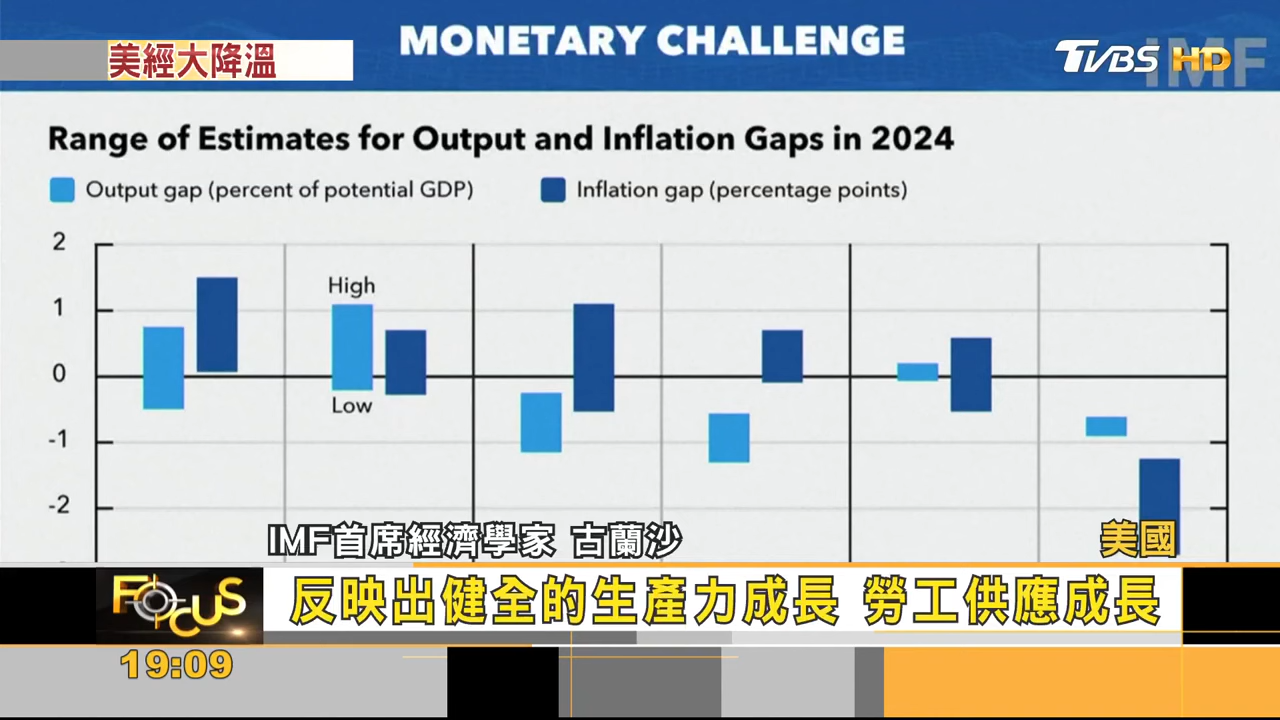 MONETARY CHALLENGE
美經大降溫
TVBS HD
IMF
Range of Estimates for Output and Inflation Gaps in 2024
Output gap (percent of potential GDP)
Inflation gap (percentage points)
2
High
1
0
Low
-1
-2
IMF首席經濟學家 古蘭沙
美國
FOCUS
反映出健全的生產力成長 勞工供應成長
19:09